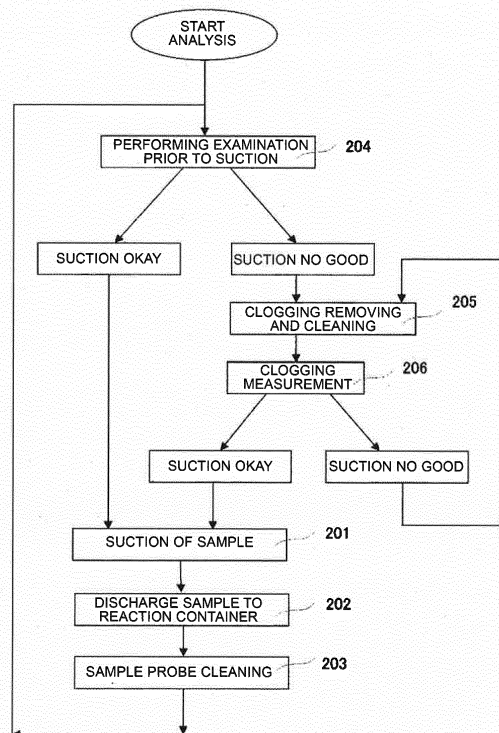 START
ANALYSIS
PERFORMING EXAMINATION
PRIOR TO SUCTION
204
SUCTION OKAY
SUCTION NO GOOD
CLOGGING REMOVING
AND CLEANING
205
CLOGGING
MEASUREMENT
206
SUCTION OKAY
SUCTION NO GOOD
SUCTION OF SAMPLE
201
DISCHARGE SAMPLE TO
REACTION CONTAINER
202
SAMPLE PROBE CLEANING
203